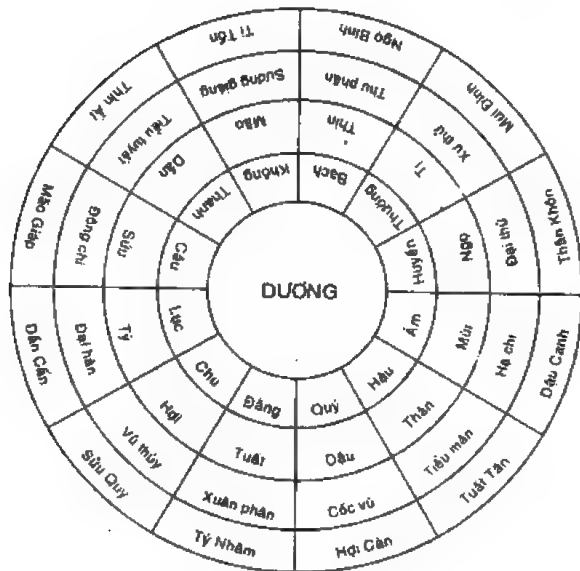 Tị Tốn
Ngọ Bính
Mùi Đinh
Thân Khôn
Dậu Canh
Tuất Tân
Hợi Càn
Tý Nhâm
Sửu Quý
Dần Cấn
Mão Giáp
Thìn Ất
Sương giáng
Thu phân
Xử thử
Đại thử
Hạ chí
Tiểu mãn
Cốc vũ
Xuân phân
Vũ thủy
Đại hàn
Đông chí
Tiểu tuyết
Mão
Thìn
Tị
Ngọ
Mùi
Thân
Dậu
Tuất
Hợi
Tý
Sửu
Dần
Không
Bạch
Thường
Huyền
Âm
Hậu
Quý
Đằng
Chu
Lục
Câu
Thanh
DƯƠNG